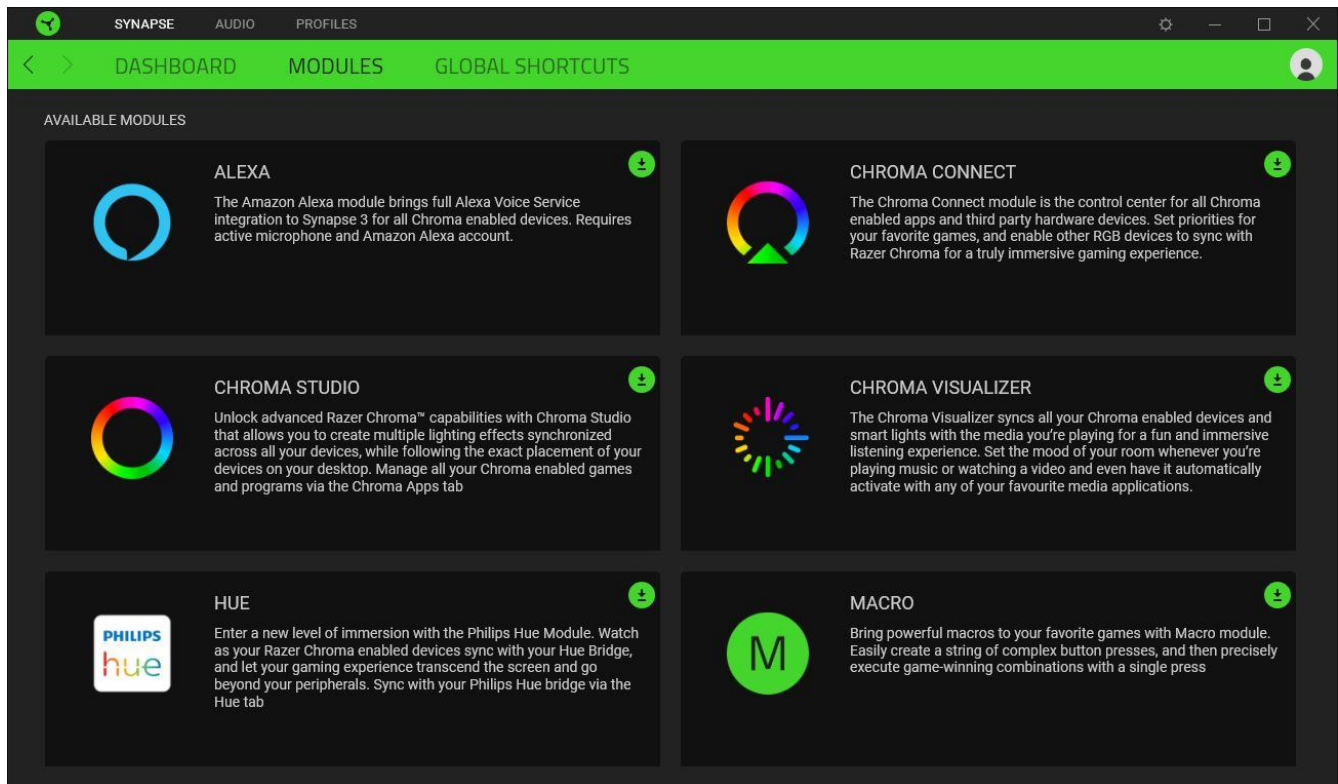 SYNAPSE AUDIO PROFILES
DASHBOARD MODULES GLOBAL SHORTCUTS
AVAILABLE MODULES
ALEXA
The Amazon Alexa module brings full Alexa Voice Service
integration to Synapse 3 for all Chroma enabled devices. Requires
active microphone and Amazon Alexa account.
CHROMA CONNECT
The Chroma Connect module is the control center for all Chroma
enabled apps and third party hardware devices. Set priorities for
your favorite games, and enable other RGB devices to sync with
Razer Chroma for a truly immersive gaming experience.
CHROMA STUDIO
Unlock advanced Razer Chroma™ capabilities with Chroma Studio
that allows you to create multiple lighting effects synchronized
across all your devices, while following the exact placement of your
devices on your desktop. Manage all your Chroma enabled games
and programs via the Chroma Apps tab
CHROMA VISUALIZER
The Chroma Visualizer syncs all your Chroma enabled devices and
smart lights with the media you’re playing for a fun and immersive
listening experience. Set the mood of your room whenever you’re
playing music or watching a video and even have it automatically
activate with any of your favourite media applications.
PHILIPS
hue
HUE
Enter a new level of immersion with the Philips Hue Module. Watch
as your Razer Chroma enabled devices sync with your Hue Bridge,
and let your gaming experience transcend the screen and go
beyond your peripherals. Sync with your Philips Hue bridge via the
Hue tab
M
MACRO
Bring powerful macros to your favorite games with Macro module.
Easily create a string of complex button presses, and then precisely
execute game-winning combinations with a single press